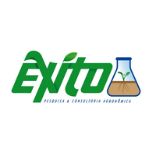 Êxito
PESQUISA & CONSULTORIA AGRONÔMICA